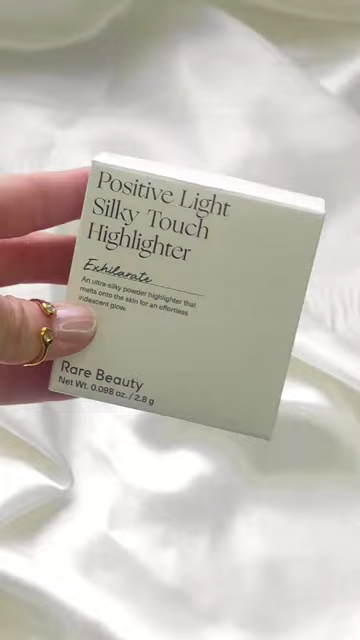 Positive Light
Silky Touch
Highlighter
Exhilarate
An ultra-silky powder highlighter that
melts onto the skin for an effortless
iridescent glow.
Rare Beauty
Net Wt. 0.098 oz. / 2.8 g